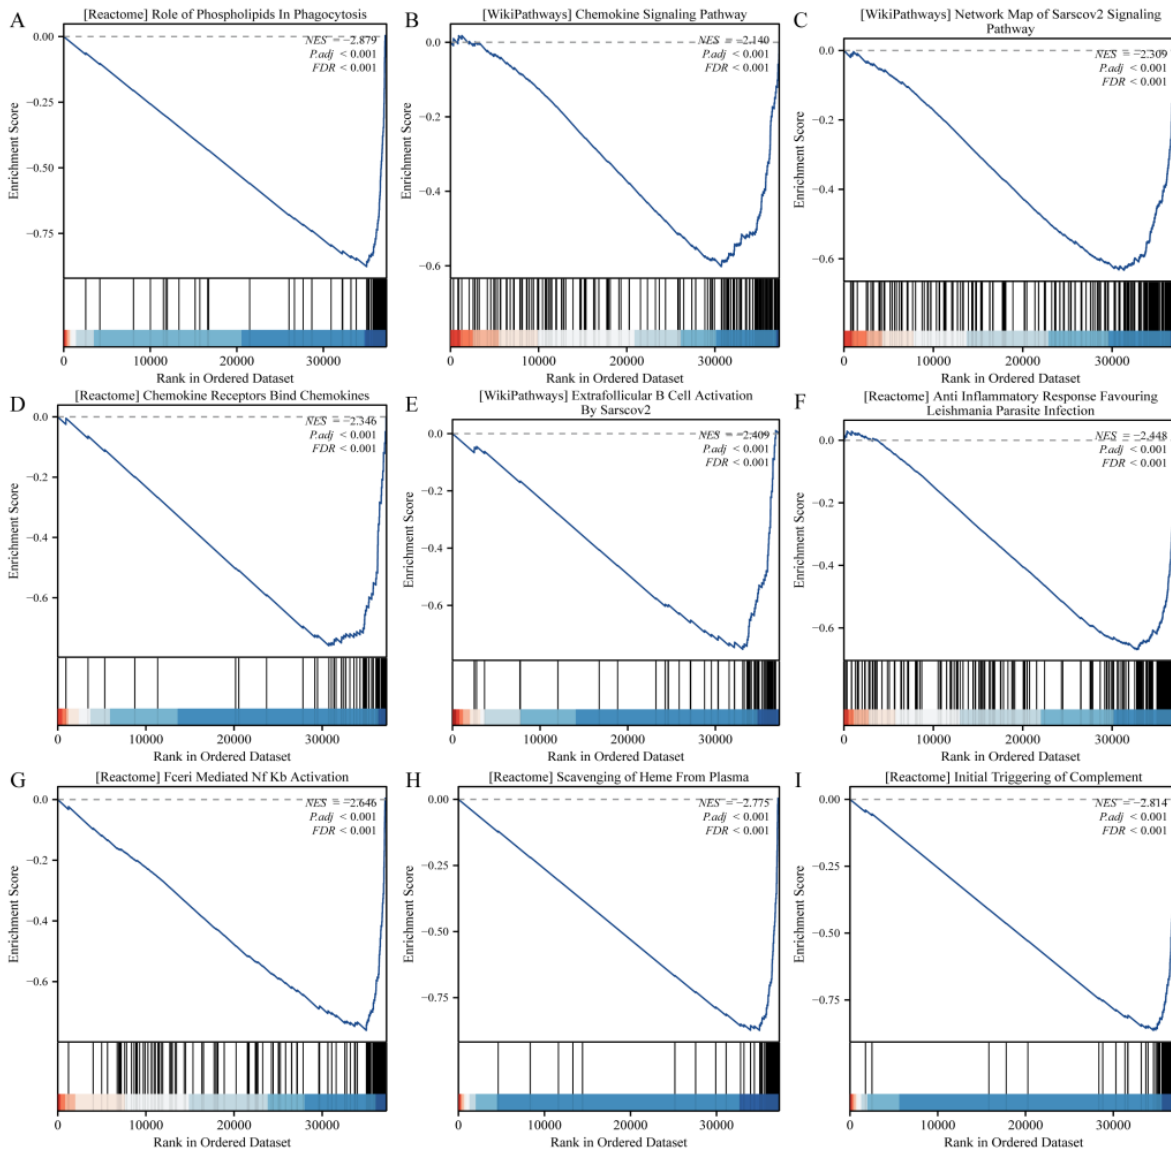 A [Reactome] Role of Phospholipids In Phagocytosis
NES = −2.879
P.adj < 0.001
FDR < 0.001
Enrichment Score
0.00
−0.25
−0.50
−0.75
0 10000 20000 30000
Rank in Ordered Dataset
B [WikiPathways] Chemokine Signaling Pathway
NES = −2.140
P.adj < 0.001
FDR < 0.001
Enrichment Score
0.0
−0.2
−0.4
−0.6
0 10000 20000 30000
Rank in Ordered Dataset
C [WikiPathways] Network Map of Sarscov2 Signaling
Pathway
NES = −2.309
P.adj < 0.001
FDR < 0.001
Enrichment Score
0.0
−0.2
−0.4
−0.6
0 10000 20000 30000
Rank in Ordered Dataset
D [Reactome] Chemokine Receptors Bind Chemokines
NES = −2.346
P.adj < 0.001
FDR < 0.001
Enrichment Score
0.0
−0.2
−0.4
−0.6
0 10000 20000 30000
Rank in Ordered Dataset
E [WikiPathways] Extrafollicular B Cell Activation
By Sarscov2
NES = −2.409
P.adj < 0.001
FDR < 0.001
Enrichment Score
0.0
−0.2
−0.4
−0.6
0 10000 20000 30000
Rank in Ordered Dataset
F [Reactome] Anti Inflammatory Response Favouring
Leishmania Parasite Infection
NES = −2.448
P.adj < 0.001
FDR < 0.001
Enrichment Score
0.0
−0.2
−0.4
−0.6
0 10000 20000 30000
Rank in Ordered Dataset
G [Reactome] Fceri Mediated Nf Kb Activation
NES = −2.646
P.adj < 0.001
FDR < 0.001
Enrichment Score
0.0
−0.2
−0.4
−0.6
0 10000 20000 30000
Rank in Ordered Dataset
H [Reactome] Scavenging of Heme From Plasma
NES = −2.775
P.adj < 0.001
FDR < 0.001
Enrichment Score
0.00
−0.25
−0.50
−0.75
0 10000 20000 30000
Rank in Ordered Dataset
I [Reactome] Initial Triggering of Complement
NES = −2.814
P.adj < 0.001
FDR < 0.001
Enrichment Score
0.00
−0.25
−0.50
−0.75
0 10000 20000 30000
Rank in Ordered Dataset